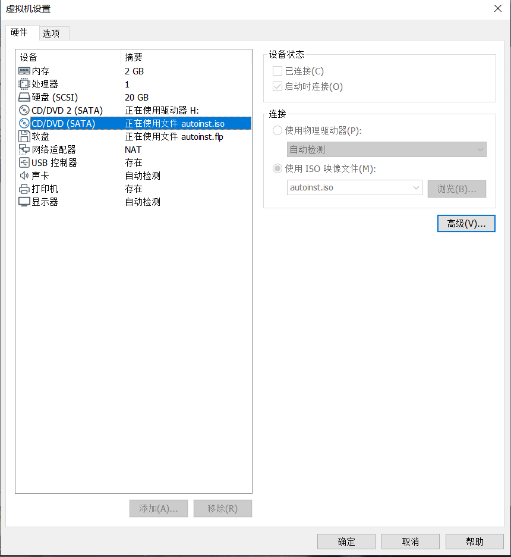 虚拟机设置
硬件 选项
设备 摘要
内存 2 GB
处理器 1
硬盘 (SCSI) 20 GB
CD/DVD 2 (SATA) 正在使用驱动器 H:
CD/DVD (SATA) 正在使用文件 autoinst.iso
软盘 正在使用文件 autoinst.flp
网络适配器 NAT
USB 控制器 存在
声卡 自动检测
打印机 存在
显示器 自动检测
添加(A)... 移除(R)
设备状态
已连接(C)
启动时连接(O)
连接
使用物理驱动器(P):
自动检测
使用 ISO 映像文件(M):
autoinst.iso 浏览(B)...
高级(V)...
确定 取消 帮助